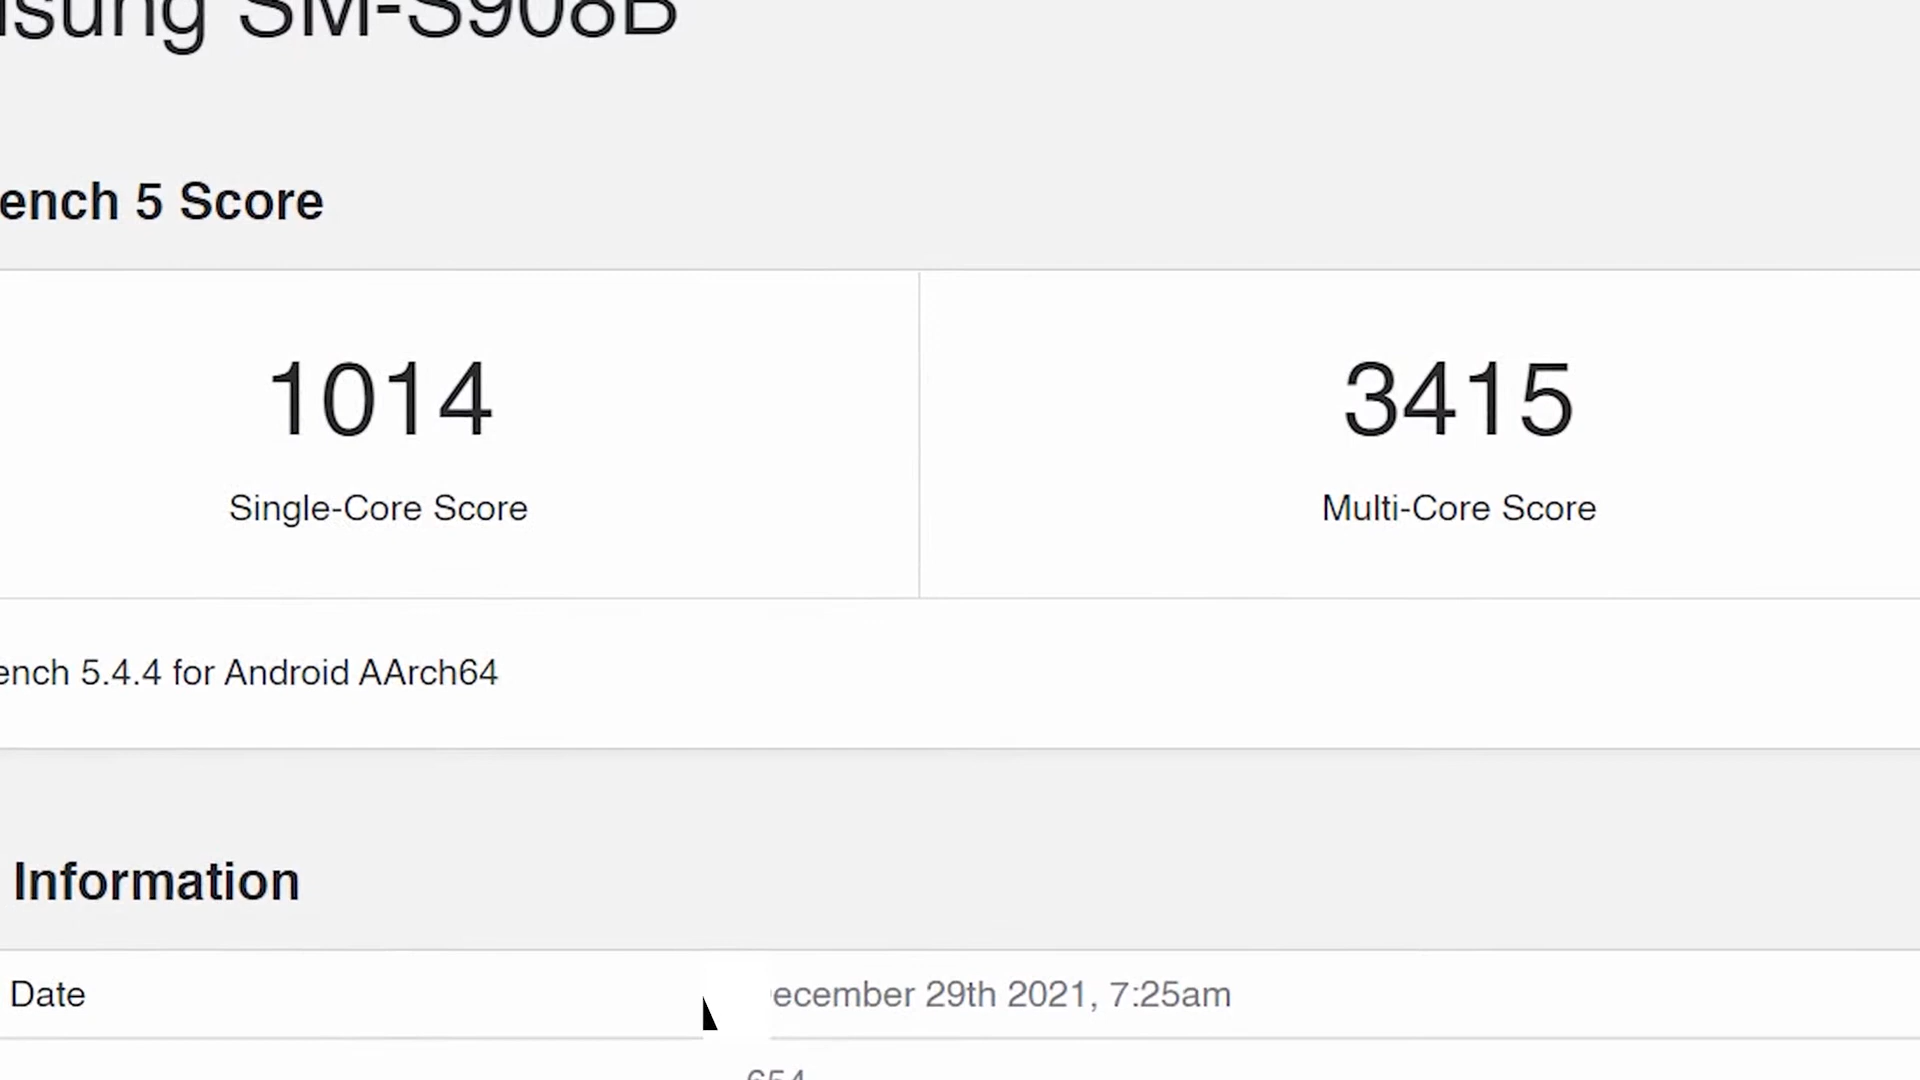 sung SM-S908B
ench 5 Score
1014
3415
Single-Core Score
Multi-Core Score
ench 5.4.4 for Android AArch64
Information
Date
ecember 29th 2021, 7:25am
654